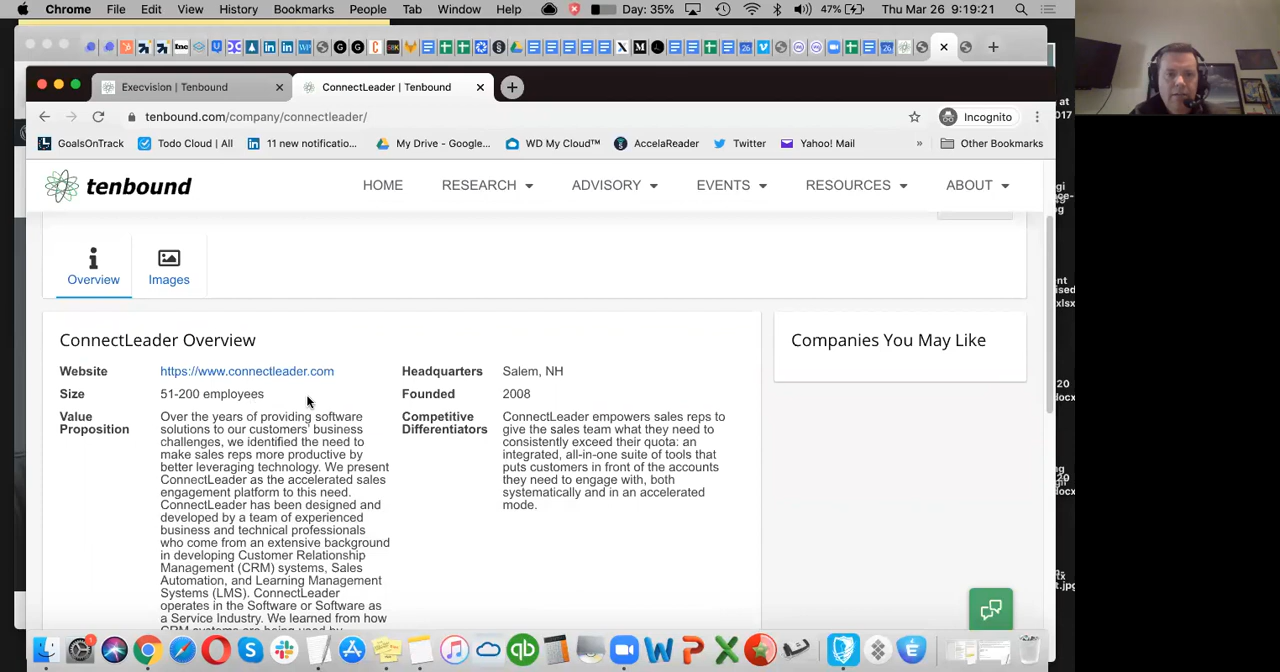 Chrome File Edit View History Bookmarks People Tab Window Help Day: 35% 47% Thu Mar 26 9:19:21
Execvision | Tenbound ConnectLeader | Tenbound
tenbound.com/company/connectleader/ Incognito
GoalsOnTrack Todo Cloud | All 11 new notificatio... My Drive - Google... WD My Cloud™ AccelaReader Twitter Yahoo! Mail » Other Bookmarks
tenbound HOME RESEARCH ADVISORY EVENTS RESOURCES ABOUT
Overview Images
ConnectLeader Overview
Website https://www.connectleader.com
Size 51-200 employees
Value Proposition
Over the years of providing software
solutions to our customers' business
challenges, we identified the need to
make sales reps more productive by
better leveraging technology. We present
ConnectLeader as the accelerated sales
engagement platform to this need.
ConnectLeader has been designed and
developed by a team of experienced
business and technical professionals
who come from an extensive background
in developing Customer Relationship
Management (CRM) systems, Sales
Automation, and Learning Management
Systems (LMS). ConnectLeader
operates in the Software or Software as
a Service Industry. We learned from how
Headquarters Salem, NH
Founded 2008
Competitive Differentiators
ConnectLeader empowers sales reps to
give the sales team what they need to
consistently exceed their quota: an
integrated, all-in-one suite of tools that
puts customers in front of the accounts
they need to engage with, both
systematically and in an accelerated
mode.
Companies You May Like
at
017